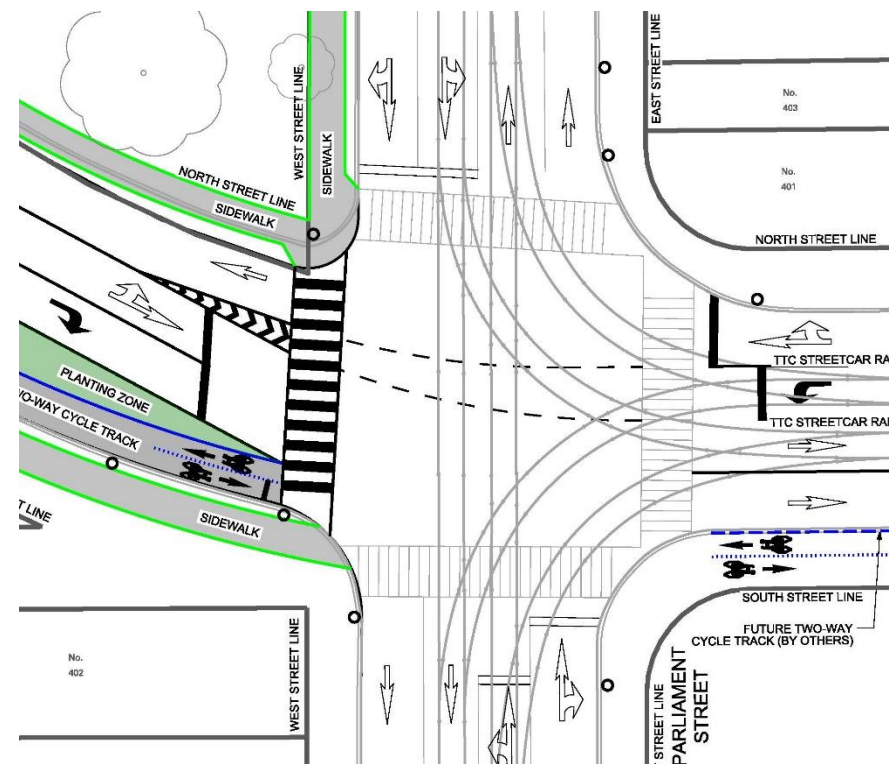 WEST STREET LINE
SIDEWALK
EAST STREET LINE
No.
403
No.
401
NORTH STREET LINE
SIDEWALK
NORTH STREET LINE
TTC STREETCAR RA
TTC STREETCAR RA
PLANTING ZONE
WO-WAY CYCLE TRACK
SIDEWALK
T LINE
SOUTH STREET LINE
FUTURE TWO-WAY
CYCLE TRACK (BY OTHERS)
No.
402
WEST STREET LINE
T STREET LINE
PARLIAMENT
STREET